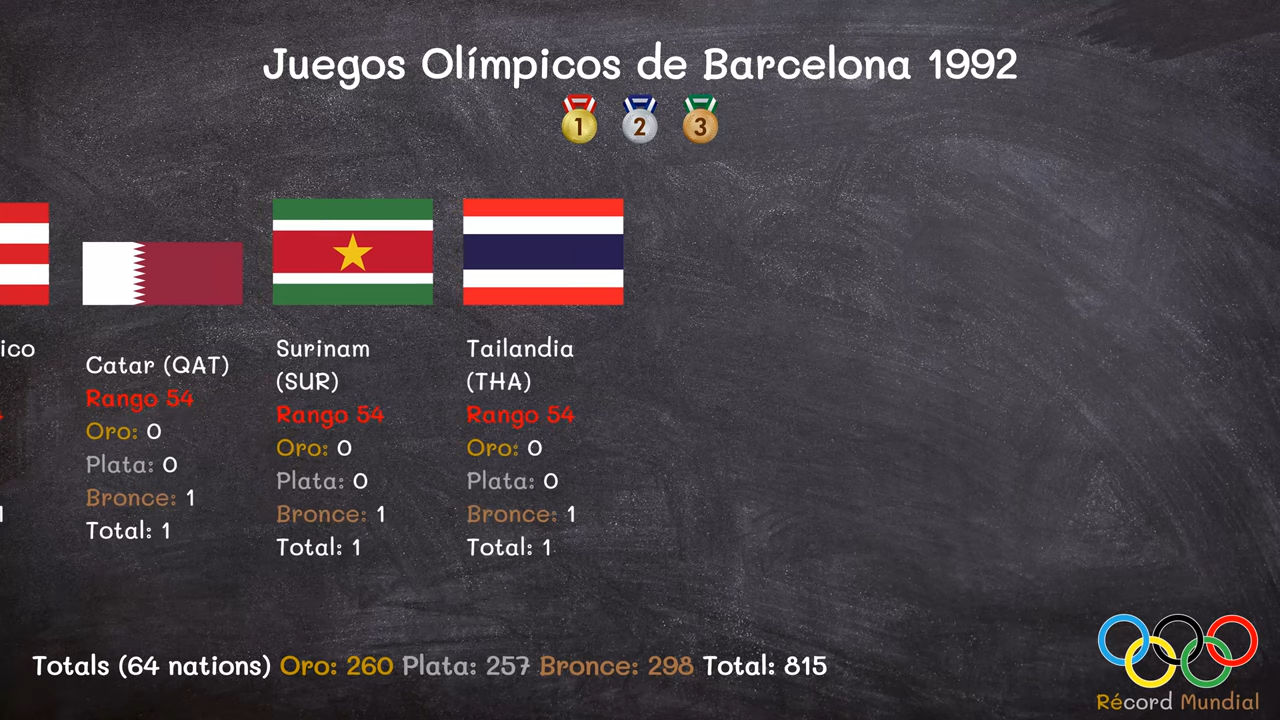 Juegos Olímpicos de Barcelona 1992
1 2 3
ico
Catar (QAT)
Rango 54
Oro: 0
Plata: 0
Bronce: 1
Total: 1
Surinam
(SUR)
Rango 54
Oro: 0
Plata: 0
Bronce: 1
Total: 1
Tailandia
(THA)
Rango 54
Oro: 0
Plata: 0
Bronce: 1
Total: 1
Totals (64 nations) Oro: 260 Plata: 257 Bronce: 298 Total: 815
Récord Mundial